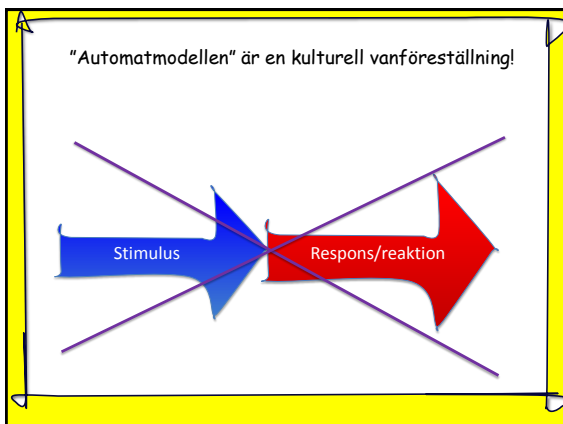 ”Automatmodellen” är en kulturell vanföreställning!
Stimulus
Respons/reaktion